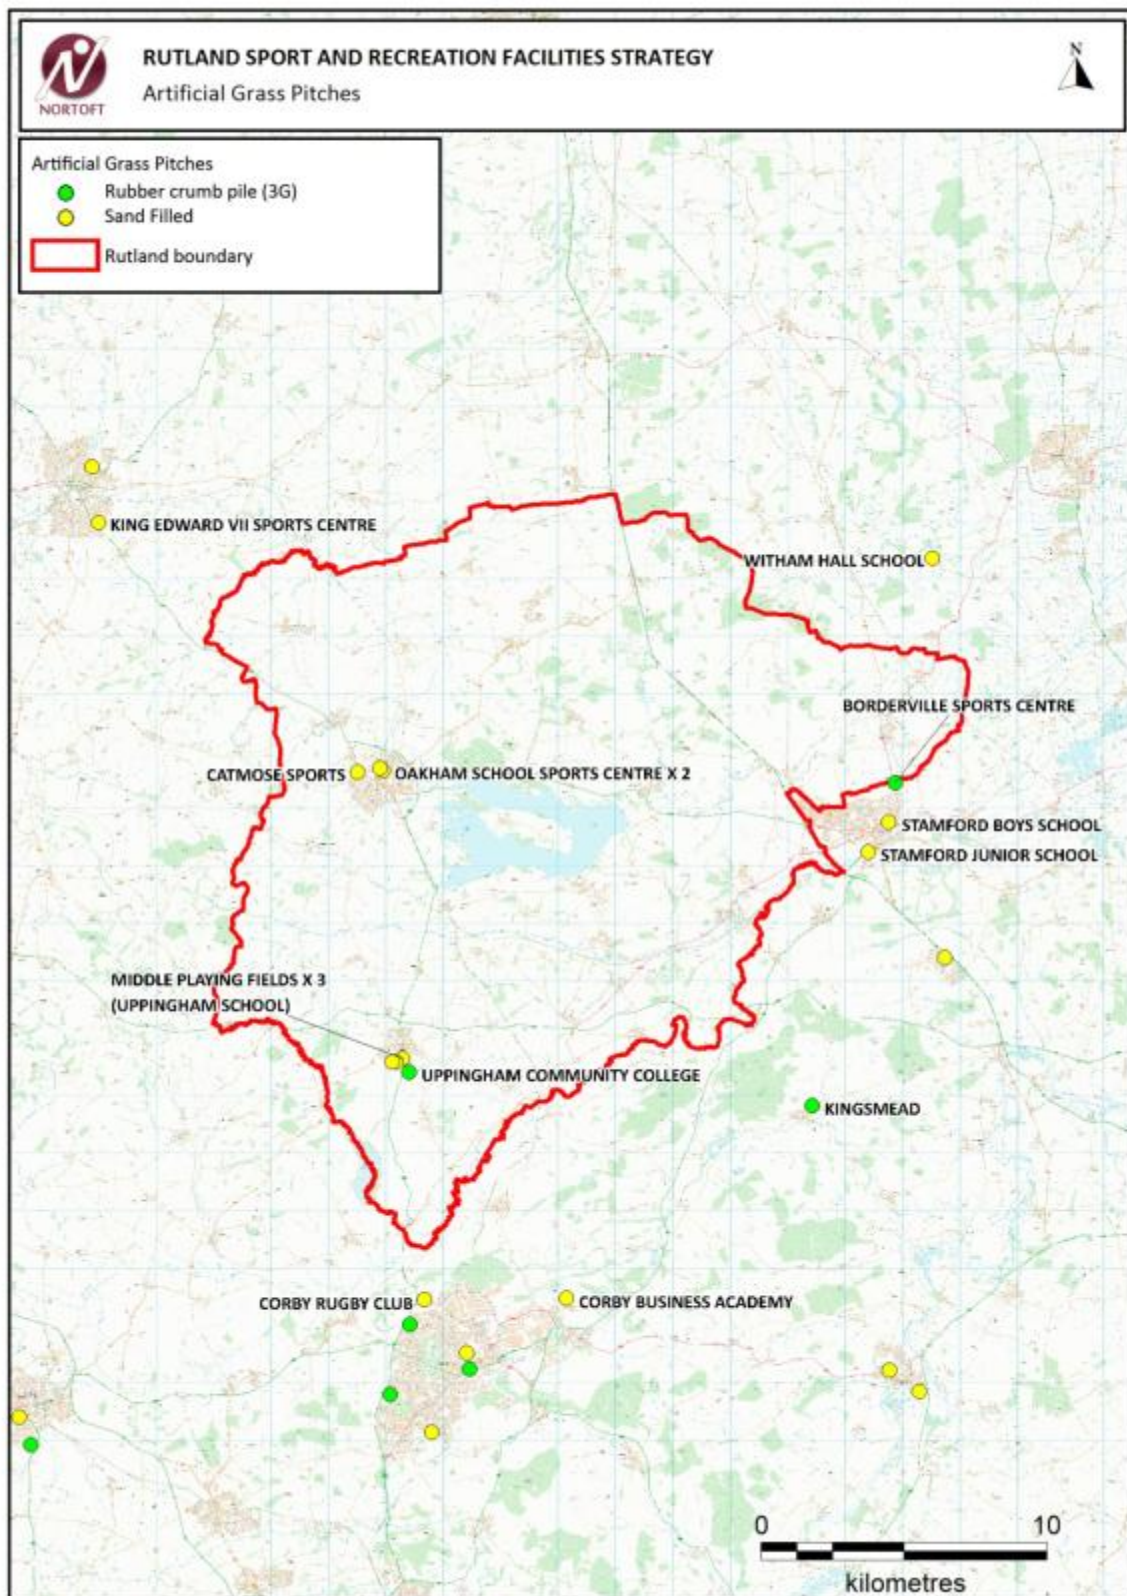 RUTLAND SPORT AND RECREATION FACILITIES STRATEGY
Artificial Grass Pitches
N
NORTOFT
Artificial Grass Pitches
Rubber crumb pile (3G)
Sand Filled
Rutland boundary
KING EDWARD VII SPORTS CENTRE
WITHAM HALL SCHOOL
BORDERVILLE SPORTS CENTRE
CATMOSE SPORTS
OAKHAM SCHOOL SPORTS CENTRE X 2
STAMFORD BOYS SCHOOL
STAMFORD JUNIOR SCHOOL
MIDDLE PLAYING FIELDS X 3
(UPPINGHAM SCHOOL)
UPPINGHAM COMMUNITY COLLEGE
KINGSMEAD
CORBY RUGBY CLUB
CORBY BUSINESS ACADEMY
0 10
kilometres